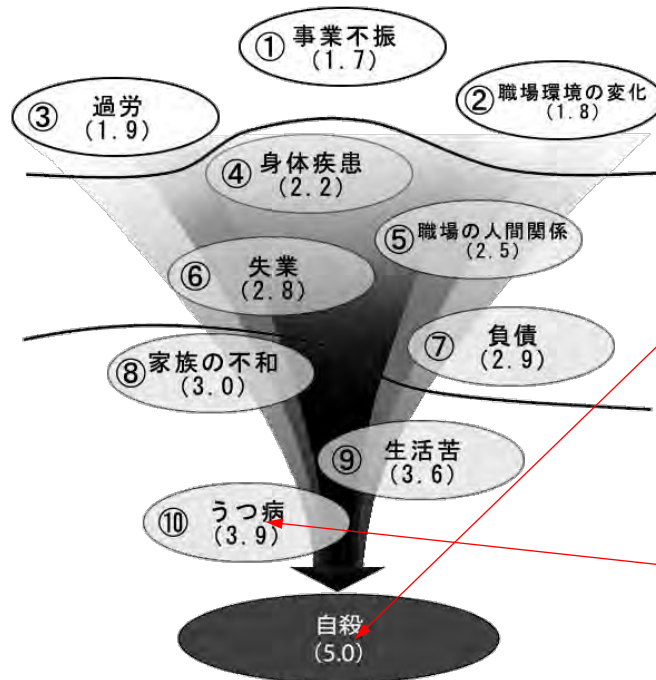 ① 事業不振
(1.7)
② 職場環境の変化
(1.8)
③ 過労
(1.9)
④ 身体疾患
(2.2)
⑤ 職場の人間関係
(2.5)
⑥ 失業
(2.8)
⑦ 負債
(2.9)
⑧ 家族の不和
(3.0)
⑨ 生活苦
(3.6)
⑩ うつ病
(3.9)
自殺
(5.0)